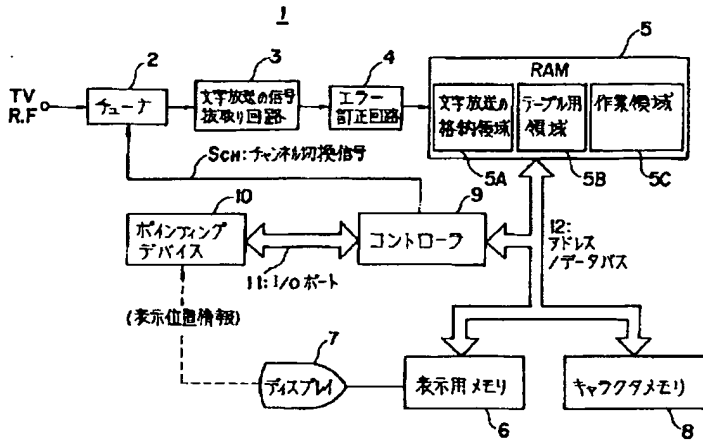 1
TV
R.F
2
チューナ
3
文字放送の信号
抜取り回路
4
エラー
訂正回路
5
RAM
文字放送の
格納領域
テーブル用
領域
作業領域
5A
5B
5C
SCH:チャンネル切換信号
10
ポインティング
デバイス
11:I/Oポート
9
コントローラ
12:
アドレス
/データバス
(表示位置情報)
7
ディスプレイ
表示用メモリ
6
キャラクタメモリ
8